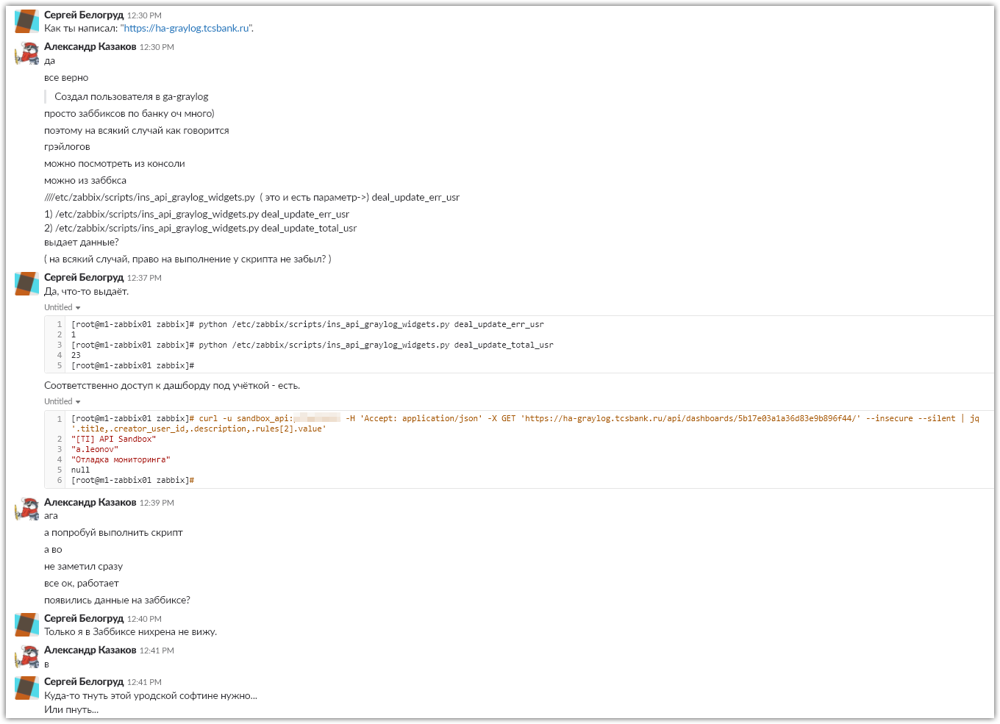 Сергей Белогруд 12:30 PM
Как ты написал: "https://ha-graylog.tcsbank.ru".
Александр Казаков 12:30 PM
да
все верно
Создал пользователя в ga-graylog
просто заббиксов по банку оч много)
поэтому на всякий случай как говорится
грэйлогов
можно посмотреть из консоли
можно из заббкса
////etc/zabbix/scripts/ins_api_graylog_widgets.py ( это и есть параметр->) deal_update_err_usr
1) /etc/zabbix/scripts/ins_api_graylog_widgets.py deal_update_err_usr
2) /etc/zabbix/scripts/ins_api_graylog_widgets.py deal_update_total_usr
выдает данные?
( на всякий случай, право на выполнение у скрипта не забыл? )
Сергей Белогруд 12:37 PM
Да, что-то выдаёт.
Untitled
1 [root@m1-zabbix01 zabbix]# python /etc/zabbix/scripts/ins_api_graylog_widgets.py deal_update_err_usr
2 1
3 [root@m1-zabbix01 zabbix]# python /etc/zabbix/scripts/ins_api_graylog_widgets.py deal_update_total_usr
4 23
5 [root@m1-zabbix01 zabbix]#
Соответственно доступ к дашборду под учёткой - есть.
Untitled
1 [root@m1-zabbix01 zabbix]# curl -u sandbox_api: -H 'Accept: application/json' -X GET 'https://ha-graylog.tcsbank.ru/api/dashboards/5b17e03a1a36d83e9b896f44/' --insecure --silent | jq
'.title,.creator_user_id,.description,.rules[2].value'
2 "[TI] API Sandbox"
3 "a.leonov"
4 "Отладка мониторинга"
5 null
6 [root@m1-zabbix01 zabbix]#
Александр Казаков 12:39 PM
ага
а попробуй выполнить скрипт
а во
не заметил сразу
все ок, работает
появились данные на заббиксе?
Сергей Белогруд 12:40 PM
Только я в Заббиксе нихрена не вижу.
Александр Казаков 12:41 PM
в
Сергей Белогруд 12:41 PM
Куда-то тнуть этой уродской софтине нужно...
Или пнуть...